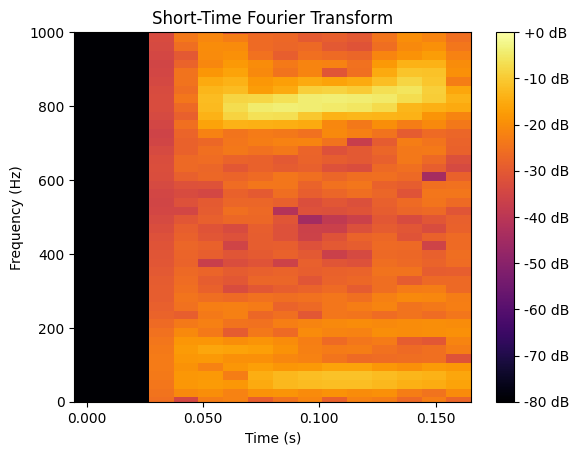 Short-Time Fourier Transform
1000
800
600
400
200
0
Frequency (Hz)
0.000
0.050
0.100
0.150
Time (s)
+0 dB
-10 dB
-20 dB
-30 dB
-40 dB
-50 dB
-60 dB
-70 dB
-80 dB